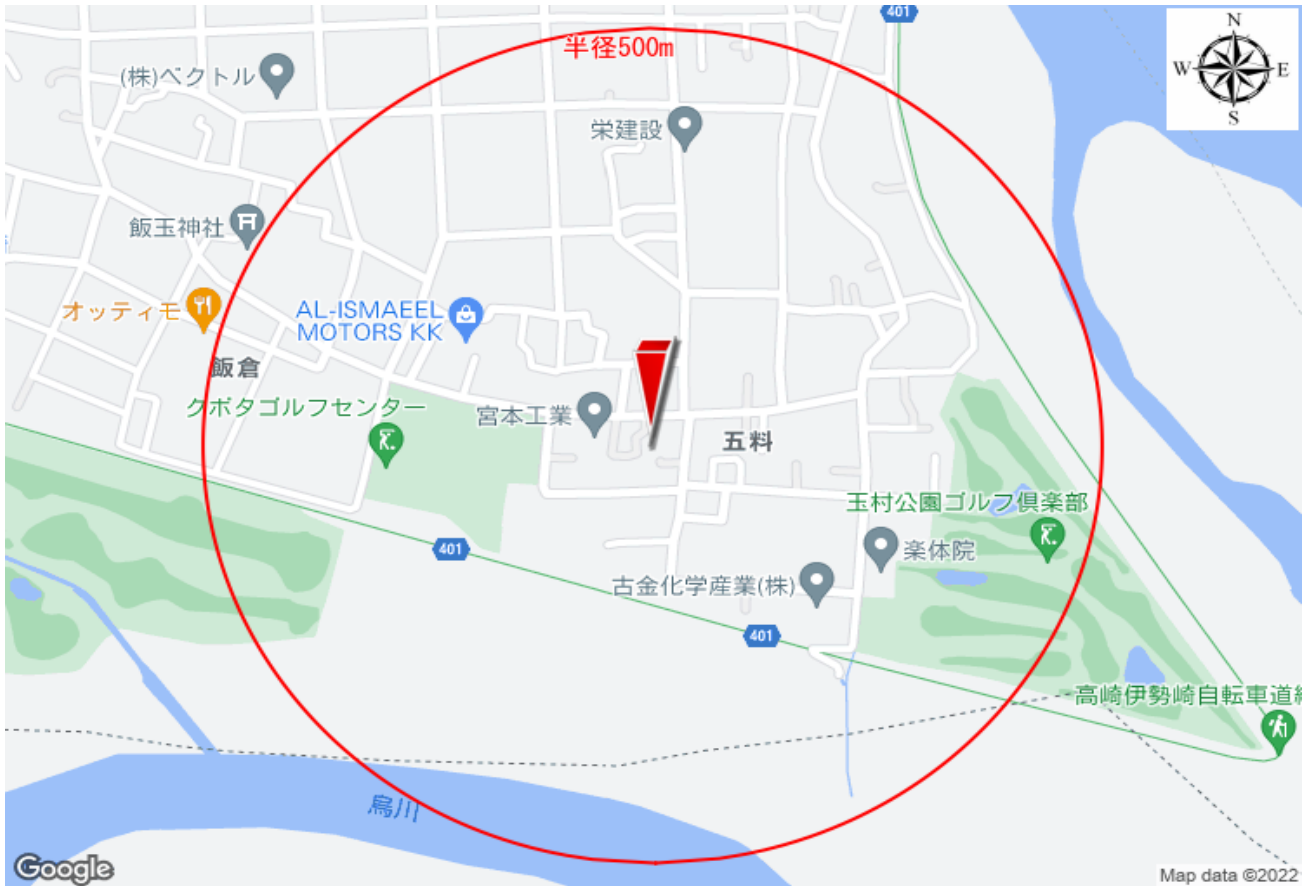 401
N
半径500m
(株)ベクトル
W
E
栄建設
S
飯玉神社
オッティモ
AL-ISMAEEL
MOTORS KK
飯倉
クボタゴルフセンター
宮本工業
五料
玉村公園ゴルフ倶楽部
401
楽体院
古金化学産業(株)
401
高崎伊勢崎自転車道
烏川
Google
Map data ©2022